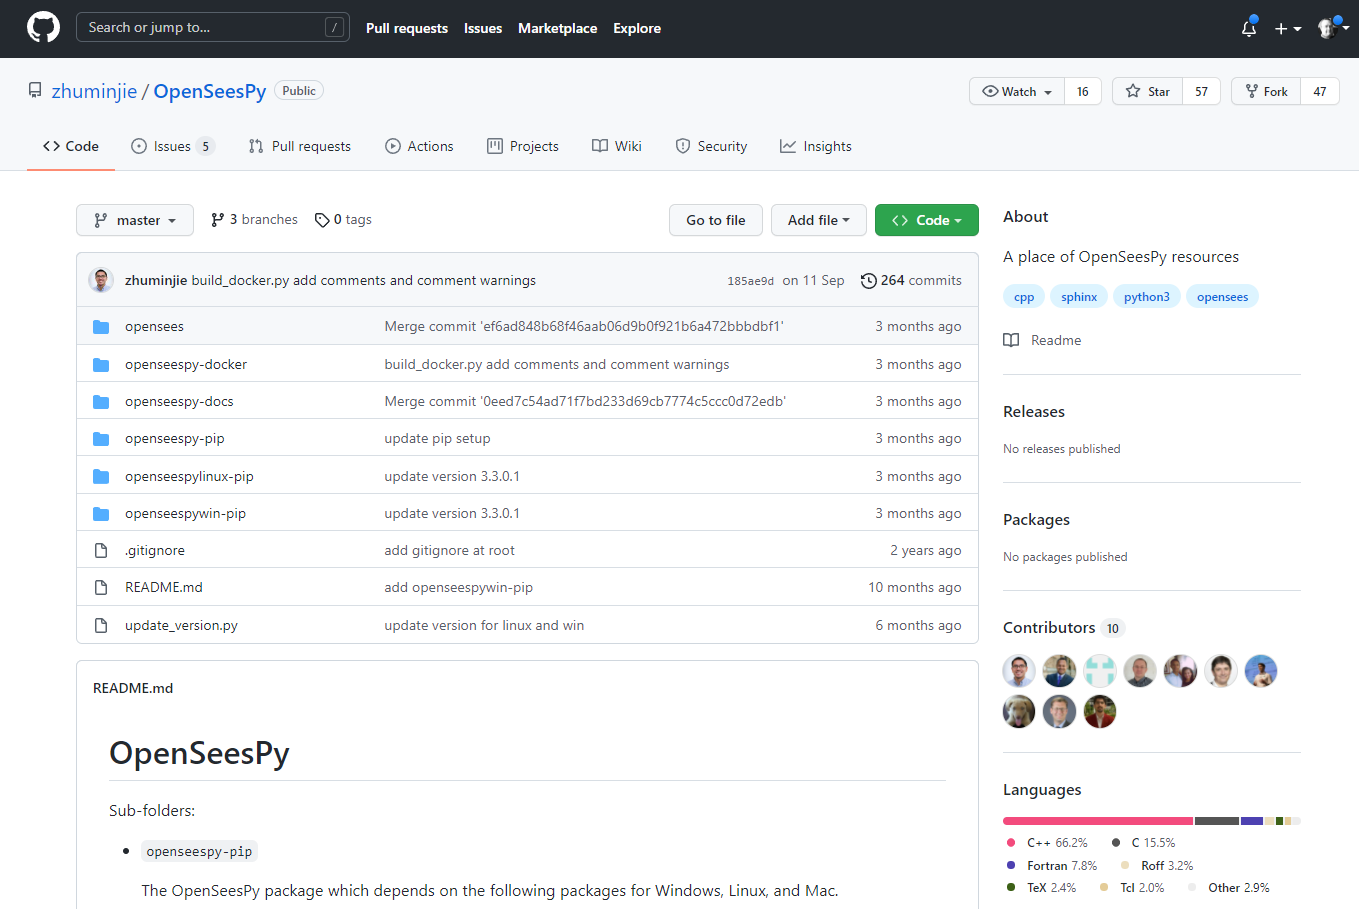 Search or jump to... /
Pull requests Issues Marketplace Explore
zhuminjie / OpenSeesPy Public
Watch 16 Star 57 Fork 47
Code Issues 5 Pull requests Actions Projects Wiki Security Insights
master 3 branches 0 tags
Go to file Add file Code
zhuminjie build_docker.py add comments and comment warnings 185ae9d on 11 Sep 264 commits
opensees Merge commit 'ef6ad848b68f46aab06d9b0f921b6a472bbbdbf1' 3 months ago
openseespy-docker build_docker.py add comments and comment warnings 3 months ago
openseespy-docs Merge commit '0eed7c54ad71f7bd233d69cb7774c5ccc0d72edb' 3 months ago
openseespy-pip update pip setup 3 months ago
openseespylinux-pip update version 3.3.0.1 3 months ago
openseespywin-pip update version 3.3.0.1 3 months ago
.gitignore add gitignore at root 2 years ago
README.md add openseespywin-pip 10 months ago
update_version.py update version for linux and win 6 months ago
README.md
OpenSeesPy
Sub-folders:
openseespy-pip
The OpenSeesPy package which depends on the following packages for Windows, Linux, and Mac.
About
A place of OpenSeesPy resources
cpp sphinx python3 opensees
Readme
Releases
No releases published
Packages
No packages published
Contributors 10
Languages
C++ 66.2% C 15.5%
Fortran 7.8% Roff 3.2%
TeX 2.4% Tcl 2.0% Other 2.9%